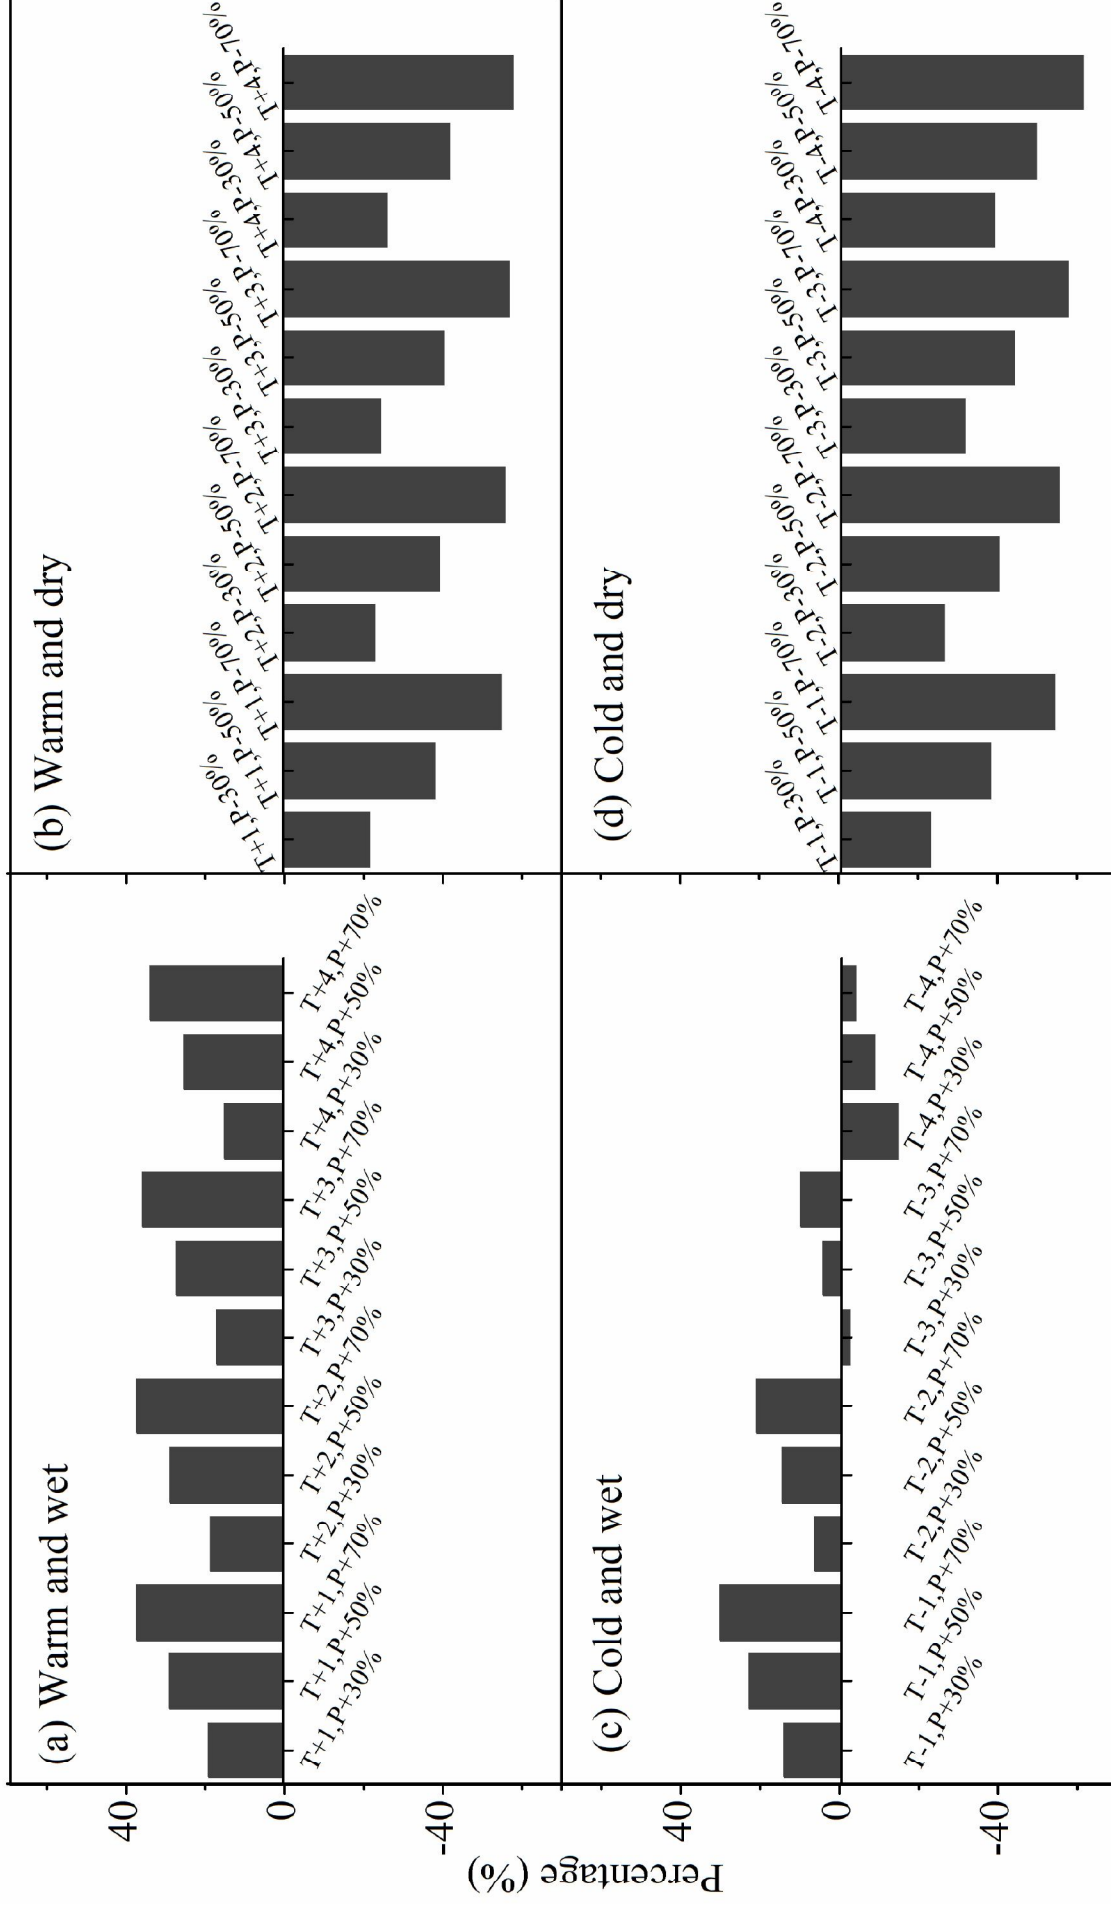 Percentage (%)
(a) Warm and wet
40
0
-40
T+1,P+30%
T+1,P+50%
T+1,P+70%
T+2,P+30%
T+2,P+50%
T+2,P+70%
T+3,P+30%
T+3,P+50%
T+3,P+70%
T+4,P+30%
T+4,P+50%
T+4,P+70%
(b) Warm and dry
T+1,P-30%
T+1,P-50%
T+1,P-70%
T+2,P-30%
T+2,P-50%
T+2,P-70%
T+3,P-30%
T+3,P-50%
T+3,P-70%
T+4,P-30%
T+4,P-50%
T+4,P-70%
(c) Cold and wet
40
0
-40
T-1,P+30%
T-1,P+50%
T-1,P+70%
T-2,P+30%
T-2,P+50%
T-2,P+70%
T-3,P+30%
T-3,P+50%
T-3,P+70%
T-4,P+30%
T-4,P+50%
T-4,P+70%
(d) Cold and dry
T-1,P-30%
T-1,P-50%
T-1,P-70%
T-2,P-30%
T-2,P-50%
T-2,P-70%
T-3,P-30%
T-3,P-50%
T-3,P-70%
T-4,P-30%
T-4,P-50%
T-4,P-70%